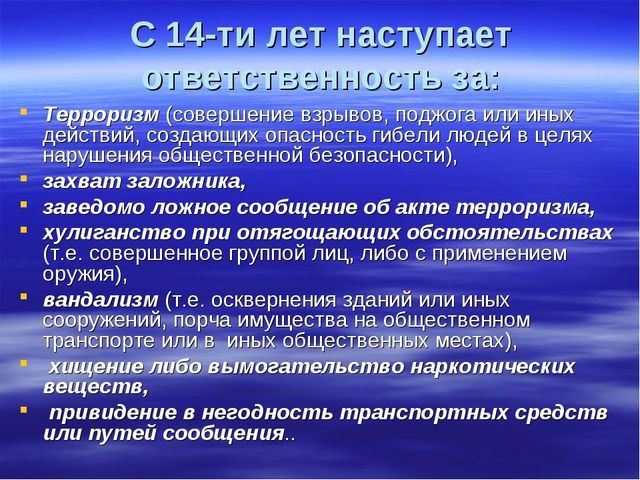 С 14-ти лет наступает
ответственность за:
Терроризм (совершение взрывов, поджога или иных
действий, создающих опасность гибели людей в целях
нарушения общественной безопасности),
захват заложника,
заведомо ложное сообщение об акте терроризма,
хулиганство при отягощающих обстоятельствах
(т.е. совершенное группой лиц, либо с применением
оружия),
вандализм (т.е. осквернения зданий или иных
сооружений, порча имущества на общественном
транспорте или в иных общественных местах),
хищение либо вымогательство наркотических
веществ,
привидение в негодность транспортных средств
или путей сообщения..